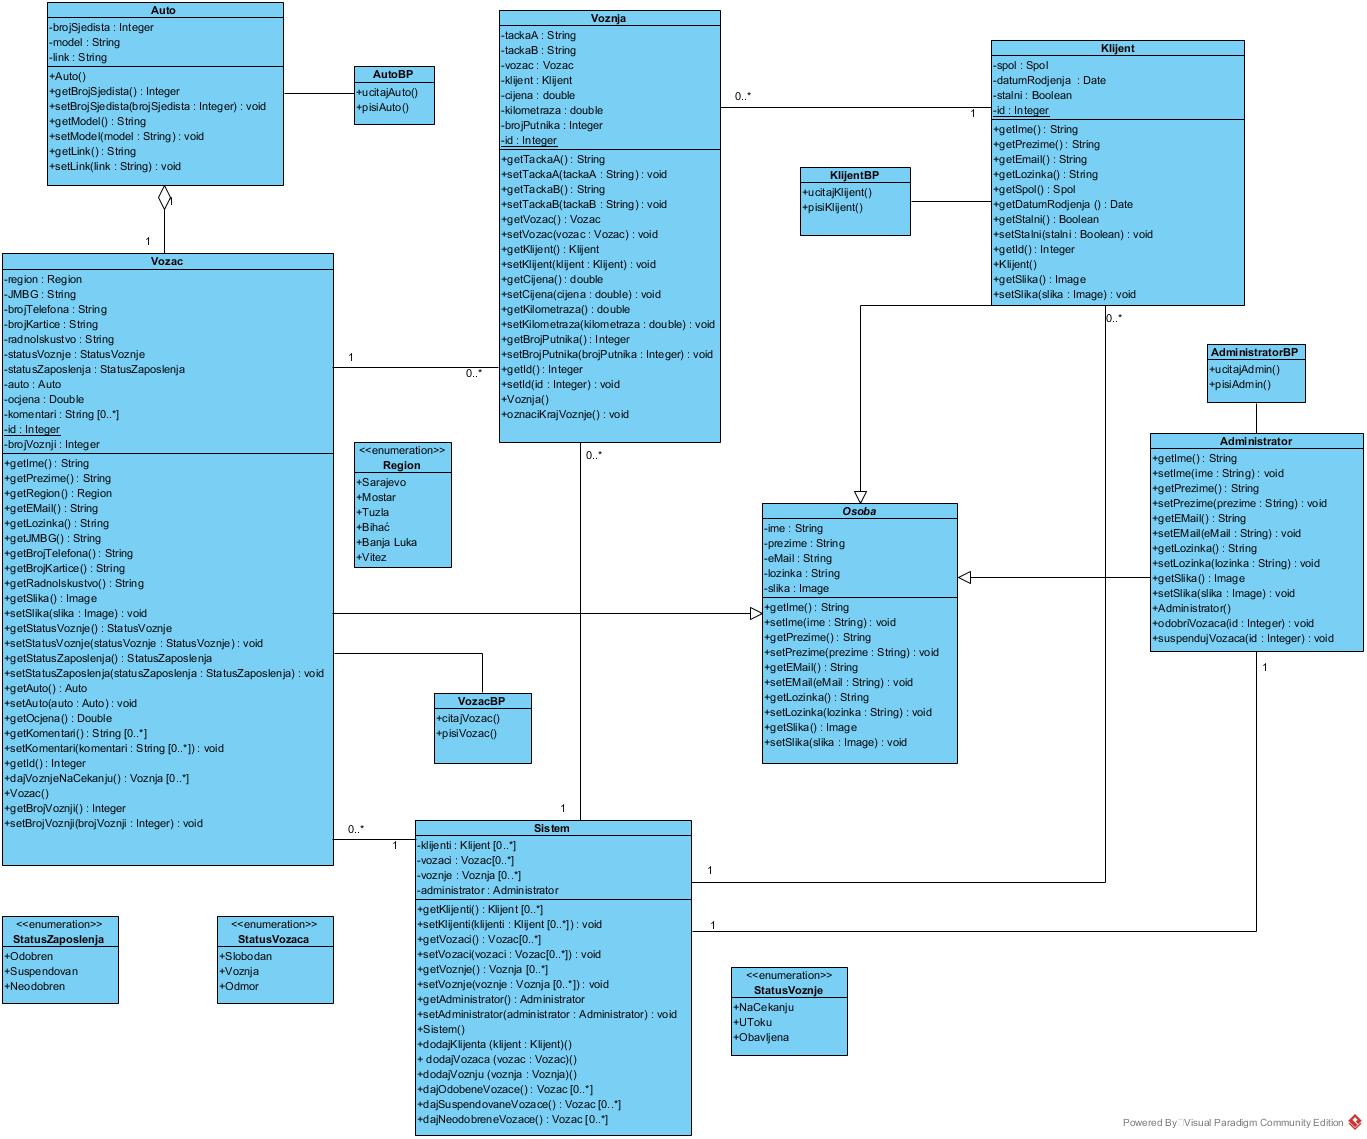 Auto
-brojSjedista : Integer
-model : String
-link : String
+Auto()
+getBrojSjedista() : Integer
+setBrojSjedista(brojSjedista : Integer) : void
+getModel() : String
+setModel(model : String) : void
+getLink() : String
+setLink(link : String) : void
1
1
AutoBP
+ucitajAuto()
+pisiAuto()
Voznja
-tackaA : String
-tackaB : String
-vozac : Vozac
-klijent : Klijent
-cijena : double
-kilometraza : double
-brojPutnika : Integer
-id : Integer
+getTackaA() : String
+setTackaA(tackaA : String) : void
+getTackaB() : String
+setTackaB(tackaB : String) : void
+getVozac() : Vozac
+setVozac(vozac : Vozac) : void
+getKlijent() : Klijent
+setKlijent(klijent : Klijent) : void
+getCijena() : double
+setCijena(cijena : double) : void
+getKilometraza() : double
+setKilometraza(kilometraza : double) : void
+getBrojPutnika() : Integer
+setBrojPutnika(brojPutnika : Integer) : void
+getId() : Integer
+setId(id : Integer) : void
+Voznja()
+oznaciKrajVoznje() : void
0..*
1
Klijent
-spol : Spol
-datumRodjenja : Date
-stalni : Boolean
-id : Integer
+getIme() : String
+getPrezime() : String
+getEmail() : String
+getLozinka() : String
+getSpol() : Spol
+getDatumRodjenja () : Date
+getStalni() : Boolean
+setStalni(stalni : Boolean) : void
+getId() : Integer
+Klijent()
+getSlika() : Image
+setSlika(slika : Image) : void
0..*
KlijentBP
+ucitajKlijent()
+pisiKlijent()
Vozac
-region : Region
-JMBG : String
-brojTelefona : String
-brojKartice : String
-radnoIskustvo : String
-statusVoznje : StatusVoznje
-statusZaposlenja : StatusZaposlenja
-auto : Auto
-ocjena : Double
-komentari : String [0..*]
-id : Integer
-brojVoznji : Integer
+getIme() : String
+getPrezime() : String
+getRegion() : Region
+getEMail() : String
+getLozinka() : String
+getJMBG() : String
+getBrojTelefona() : String
+getBrojKartice() : String
+getRadnoIskustvo() : String
+getSlika() : Image
+setSlika(slika : Image) : void
+getStatusVoznje() : StatusVoznje
+setStatusVoznje(statusVoznje : StatusVoznje) : void
+getStatusZaposlenja() : StatusZaposlenja
+setStatusZaposlenja(statusZaposlenja : StatusZaposlenja) : void
+getAuto() : Auto
+setAuto(auto : Auto) : void
+getOcjena() : Double
+getKomentari() : String [0..*]
+setKomentari(komentari : String [0..*]) : void
+getId() : Integer
+dajVoznjeNaCekanju() : Voznja [0..*]
+Vozac()
+getBrojVoznji() : Integer
+setBrojVoznji(brojVoznji : Integer) : void
1
0..*
0..*
<<enumeration>>
Region
+Sarajevo
+Mostar
+Tuzla
+Bihać
+Banja Luka
+Vitez
AdministratorBP
+ucitajAdmin()
+pisiAdmin()
Administrator
+getIme() : String
+setIme(ime : String) : void
+getPrezime() : String
+setPrezime(prezime : String) : void
+getEMail() : String
+setEMail(eMail : String) : void
+getLozinka() : String
+setLozinka(lozinka : String) : void
+getSlika() : Image
+setSlika(slika : Image) : void
+Administrator()
+odobriVozaca(id : Integer) : void
+suspendujVozaca(id : Integer) : void
1
Osoba
-ime : String
-prezime : String
-eMail : String
-lozinka : String
-slika : Image
+getIme() : String
+setIme(ime : String) : void
+getPrezime() : String
+setPrezime(prezime : String) : void
+getEMail() : String
+setEMail(eMail : String) : void
+getLozinka() : String
+setLozinka(lozinka : String) : void
+getSlika() : Image
+setSlika(slika : Image) : void
VozacBP
+citajVozac()
+pisiVozac()
1
0..*
1
1
1
Sistem
-klijenti : Klijent [0..*]
-vozaci : Vozac[0..*]
-voznje : Voznja [0..*]
-administrator : Administrator
+getKlijenti() : Klijent [0..*]
+setKlijenti(klijenti : Klijent [0..*]) : void
+getVozaci() : Vozac[0..*]
+setVozaci(vozaci : Vozac[0..*]) : void
+getVoznje() : Voznja [0..*]
+setVoznje(voznje : Voznja [0..*]) : void
+getAdministrator() : Administrator
+setAdministrator(administrator : Administrator) : void
+Sistem()
+dodajKlijenta (klijent : Klijent)()
+ dodajVozaca (vozac : Vozac)()
+dodajVoznju (voznja : Voznja)()
+dajOdobeneVozace() : Vozac [0..*]
+dajSuspendovaneVozace() : Vozac [0..*]
+dajNeodobreneVozace() : Vozac [0..*]
<<enumeration>>
StatusZaposlenja
+Odobren
+Suspendovan
+Neodobren
<<enumeration>>
StatusVozaca
+Slobodan
+Voznja
+Odmor
<<enumeration>>
StatusVoznje
+NaCekanju
+UToku
+Obavljena
Powered By Visual Paradigm Community Edition